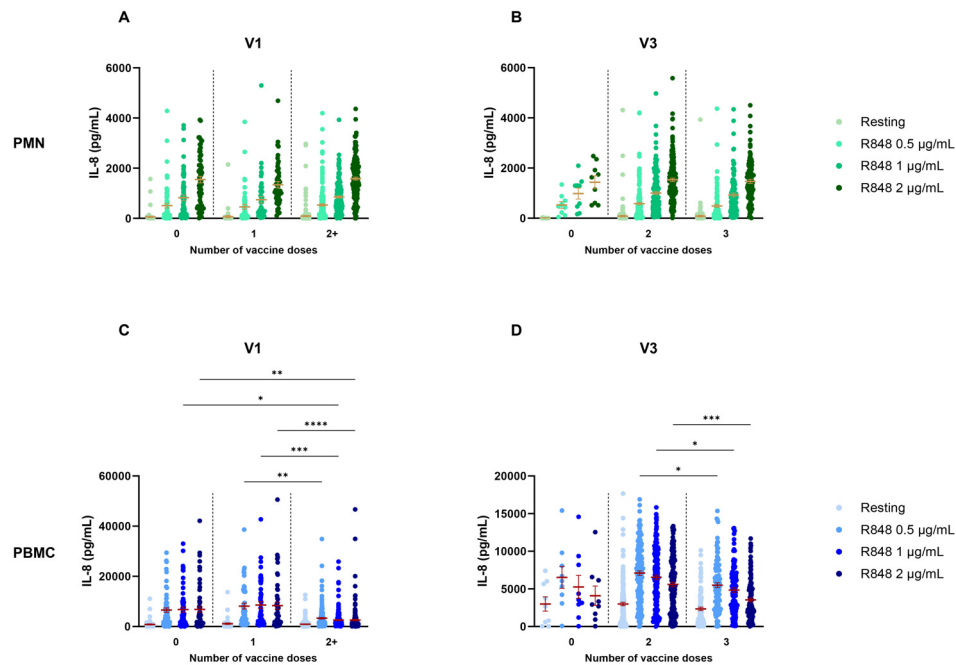 A
V1
B
V3
PMN
IL-8 (pg/mL)
6000
4000
2000
0
0
1
2+
Number of vaccine doses
IL-8 (pg/mL)
6000
4000
2000
0
0
2
3
Number of vaccine doses
Resting
R848 0.5 µg/mL
R848 1 µg/mL
R848 2 µg/mL
C
V1
D
V3
PBMC
**
*
****
***
**
IL-8 (pg/mL)
60000
40000
20000
0
0
1
2+
Number of vaccine doses
***
*
*
IL-8 (pg/mL)
20000
15000
10000
5000
0
0
2
3
Number of vaccine doses
Resting
R848 0.5 µg/mL
R848 1 µg/mL
R848 2 µg/mL